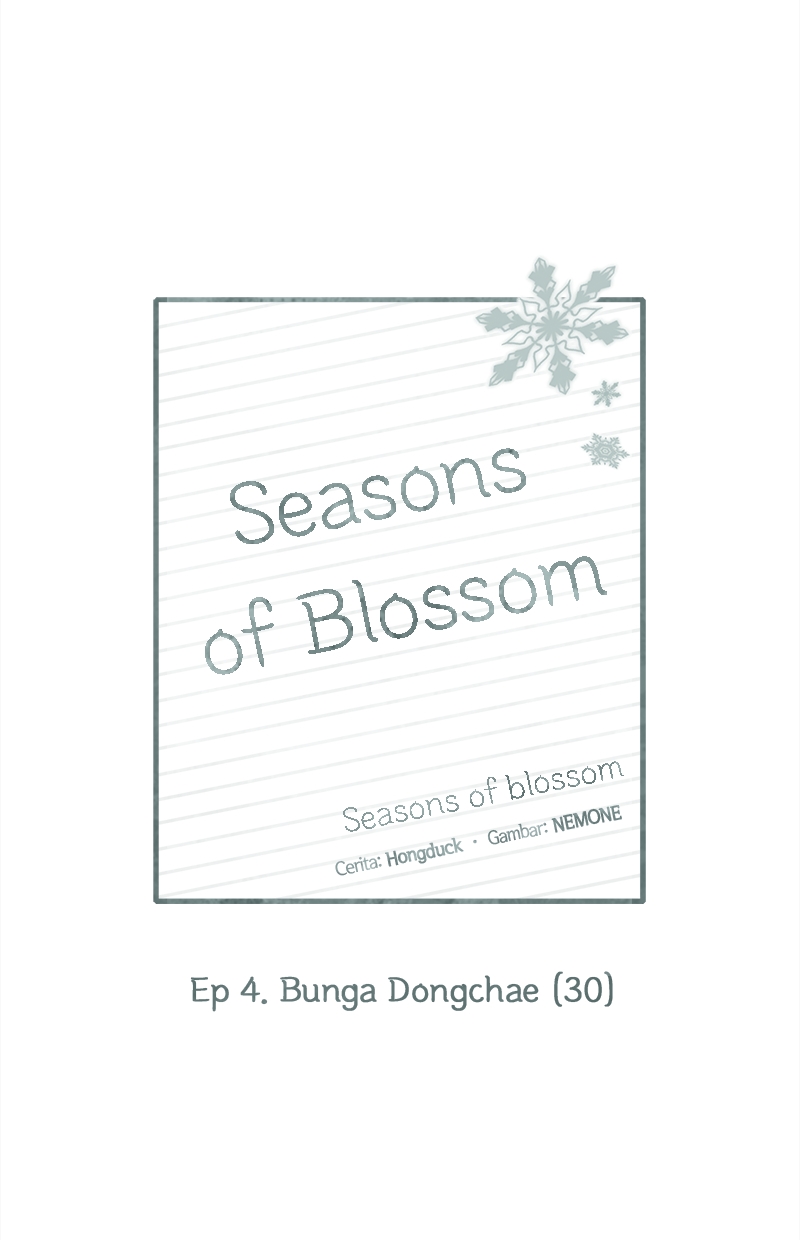 Seasons
of Blossom
Seasons of blossom
Cerita: Hongduck · Gambar: NEMONE
Ep 4. Bunga Dongchae (30)